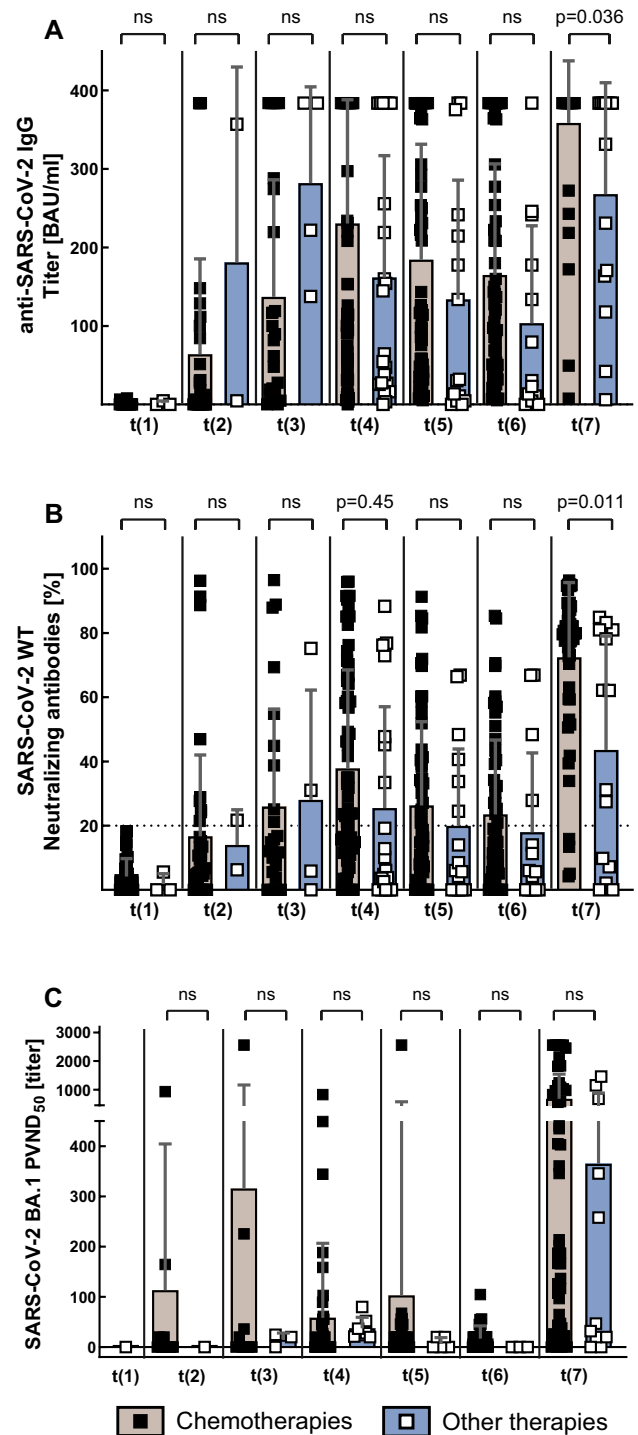 A
ns ns ns ns ns ns p=0.036
anti-SARS-CoV-2 IgG
Titer [BAU/ml]
400
300
200
100
t(1) t(2) t(3) t(4) t(5) t(6) t(7)
B
ns ns ns p=0.45 ns ns p=0.011
SARS-CoV-2 WT
Neutralizing antibodies [%]
100
80
60
40
20
t(1) t(2) t(3) t(4) t(5) t(6) t(7)
C
ns ns ns ns ns ns
SARS-CoV-2 BA.1 PVND50 [titer]
3000
2000
1000
400
300
200
100
0
t(1) t(2) t(3) t(4) t(5) t(6) t(7)
Chemotherapies Other therapies